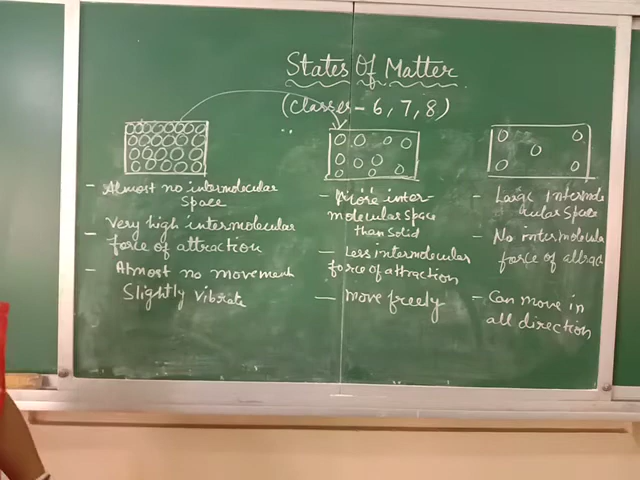 States Of Matter
(Classes - 6, 7, 8)
- Almost no intermolecular
space
- Very high intermolecular
force of attraction
- Almost no movement
Slightly vibrate
- More inter-
molecular space
than solid
- Less intermolecular
force of attraction
- Move freely
- Large Intermole
cular space
- No intermolecula
force of attract
- Can move in
all direction